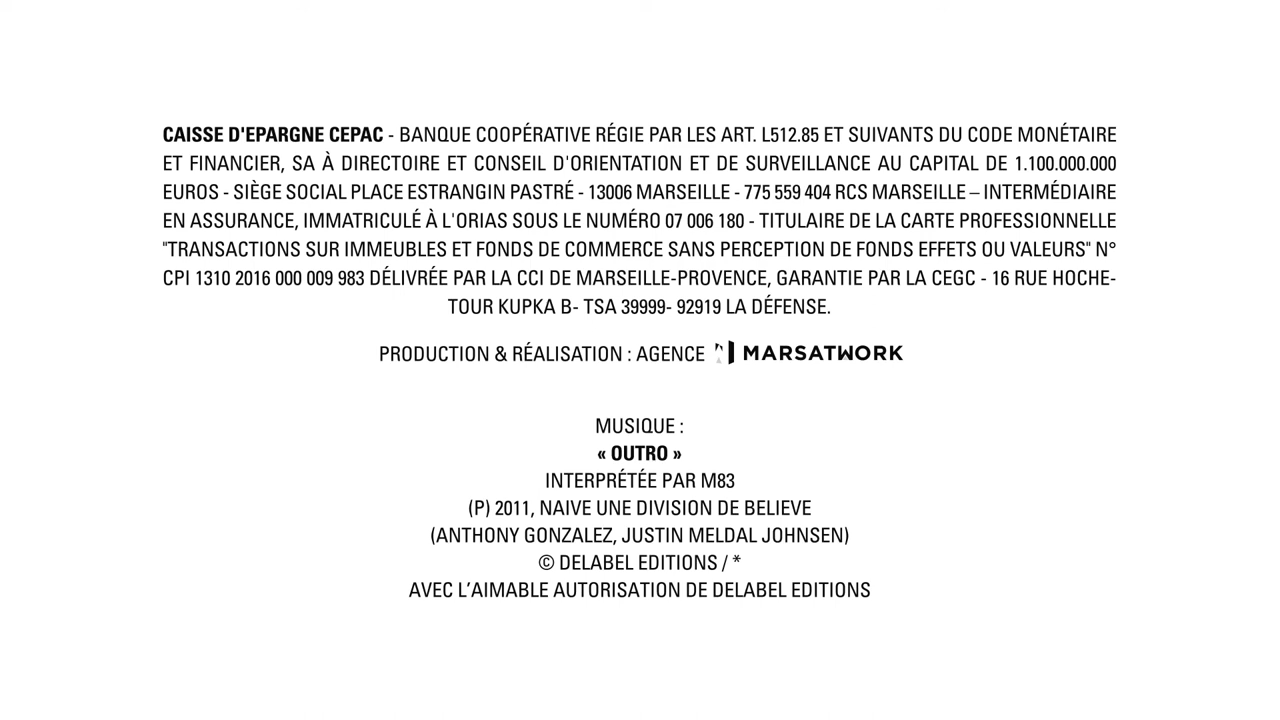 CAISSE D'EPARGNE CEPAC - BANQUE COOPÉRATIVE RÉGIE PAR LES ART. L512.85 ET SUIVANTS DU CODE MONÉTAIRE
ET FINANCIER, SA À DIRECTOIRE ET CONSEIL D'ORIENTATION ET DE SURVEILLANCE AU CAPITAL DE 1.100.000.000
EUROS - SIÈGE SOCIAL PLACE ESTRANGIN PASTRÉ - 13006 MARSEILLE - 775 559 404 RCS MARSEILLE – INTERMÉDIAIRE
EN ASSURANCE, IMMATRICULÉ À L'ORIAS SOUS LE NUMÉRO 07 006 180 - TITULAIRE DE LA CARTE PROFESSIONNELLE
"TRANSACTIONS SUR IMMEUBLES ET FONDS DE COMMERCE SANS PERCEPTION DE FONDS EFFETS OU VALEURS" N°
CPI 1310 2016 000 009 983 DÉLIVRÉE PAR LA CCI DE MARSEILLE-PROVENCE, GARANTIE PAR LA CEGC - 16 RUE HOCHE-
TOUR KUPKA B- TSA 39999- 92919 LA DÉFENSE.
PRODUCTION & RÉALISATION : AGENCE MARSATWORK
MUSIQUE :
« OUTRO »
INTERPRÉTÉE PAR M83
(P) 2011, NAIVE UNE DIVISION DE BELIEVE
(ANTHONY GONZALEZ, JUSTIN MELDAL JOHNSEN)
© DELABEL EDITIONS / *
AVEC L’AIMABLE AUTORISATION DE DELABEL EDITIONS